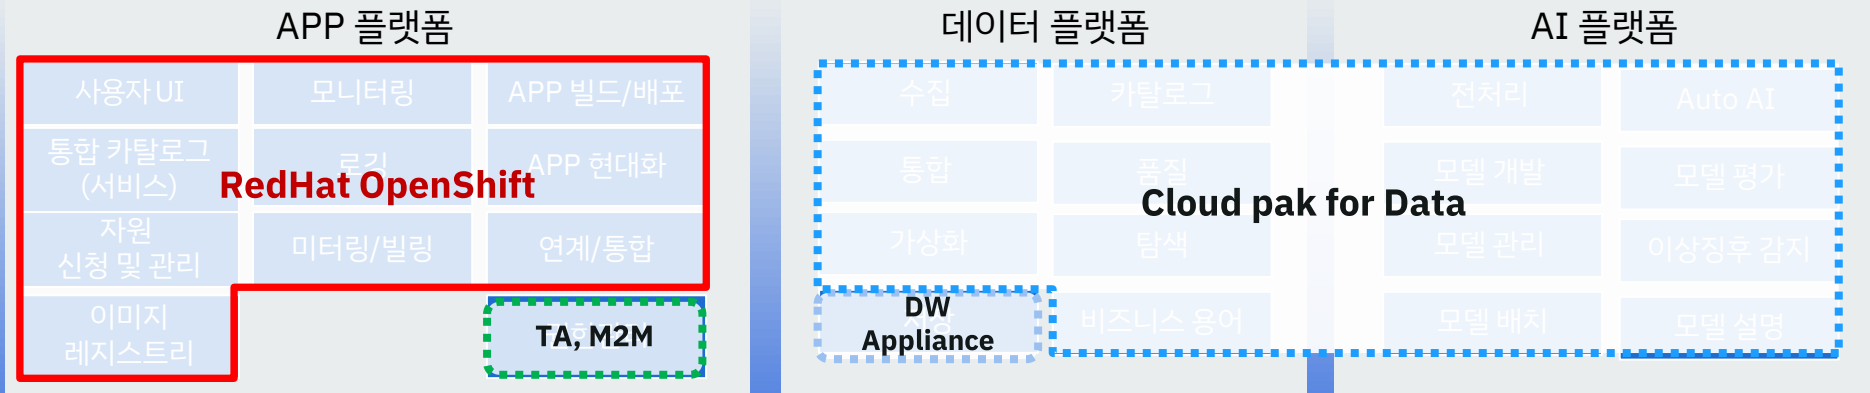 APP 플랫폼
사용자 UI
모니터링
APP 빌드/배포
통합 카탈로그
(서비스)
로깅
APP 현대화
RedHat OpenShift
자원
신청 및 관리
미터링/빌링
연계/통합
이미지
레지스트리
TA, M2M
데이터 플랫폼
AI 플랫폼
수집
카탈로그
전처리
Auto AI
통합
품질
모델 개발
모델 평가
Cloud pak for Data
가상화
탐색
모델 관리
이상징후 감지
DW
Appliance
비즈니스 용어
모델 배치
모델 설명